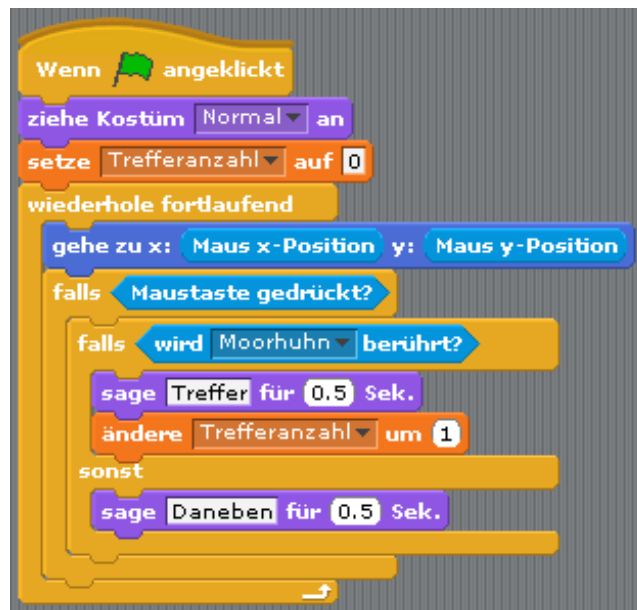 Wenn angeklickt
ziehe Kostüm Normal an
setze Trefferanzahl auf 0
wiederhole fortlaufend
gehe zu x: Maus x-Position y: Maus y-Position
falls Maustaste gedrückt?
falls wird Moorhuhn berührt?
sage Treffer für 0.5 Sek.
ändere Trefferanzahl um 1
sonst
sage Daneben für 0.5 Sek.